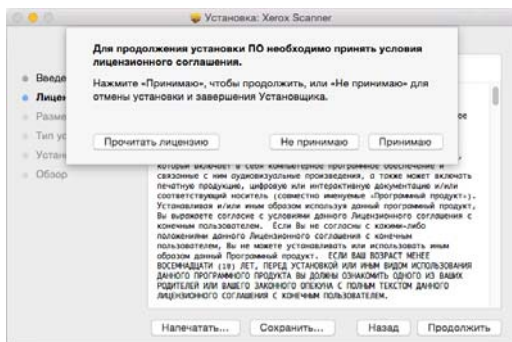 Установка: Xerox Scanner
Для продолжения установки ПО необходимо принять условия
лицензионного соглашения.
Нажмите «Принимаю», чтобы продолжить, или «Не принимаю» для
отмены установки и завершения Установщика.
Прочитать лицензию
Не принимаю
Принимаю
Введе
Лицен
Разме
Тип ус
Устан
Обзор
который включает в себя компьютерное программное обеспечение и
связанные с ним аудиовизуальные произведения, а также может включать
печатную продукцию, цифровую или интерактивную документацию и/или
соответствующий носитель (совместно именуемые «Программный продукт»).
Устанавливая и/или иным образом используя данный программный продукт,
Вы выражаете согласие с условиями данного Лицензионного соглашения с
конечным пользователем. Если Вы не согласны с какими-либо
положениями данного Лицензионного соглашения с конечным
пользователем, Вы не можете устанавливать или использовать иным
образом данный Программный продукт. ЕСЛИ ВАШ ВОЗРАСТ МЕНЕЕ
ВОСЕМНАДЦАТИ (19) ЛЕТ, ПЕРЕД УСТАНОВКОЙ ИЛИ ИНЫМ ВИДОМ ИСПОЛЬЗОВАНИЯ
ДАННОГО ПРОГРАММНОГО ПРОДУКТА ВЫ ДОЛЖНЫ ОЗНАКОМИТЬ ОДНОГО ИЗ ВАШИХ
РОДИТЕЛЕЙ ИЛИ ВАШЕГО ЗАКОННОГО ОПЕКУНА С ПОЛНЫМ ТЕКСТОМ ДАННОГО
ЛИЦЕНЗИОННОГО СОГЛАШЕНИЯ С КОНЕЧНЫМ ПОЛЬЗОВАТЕЛЕМ.
Напечатать...
Сохранить...
Назад
Продолжить